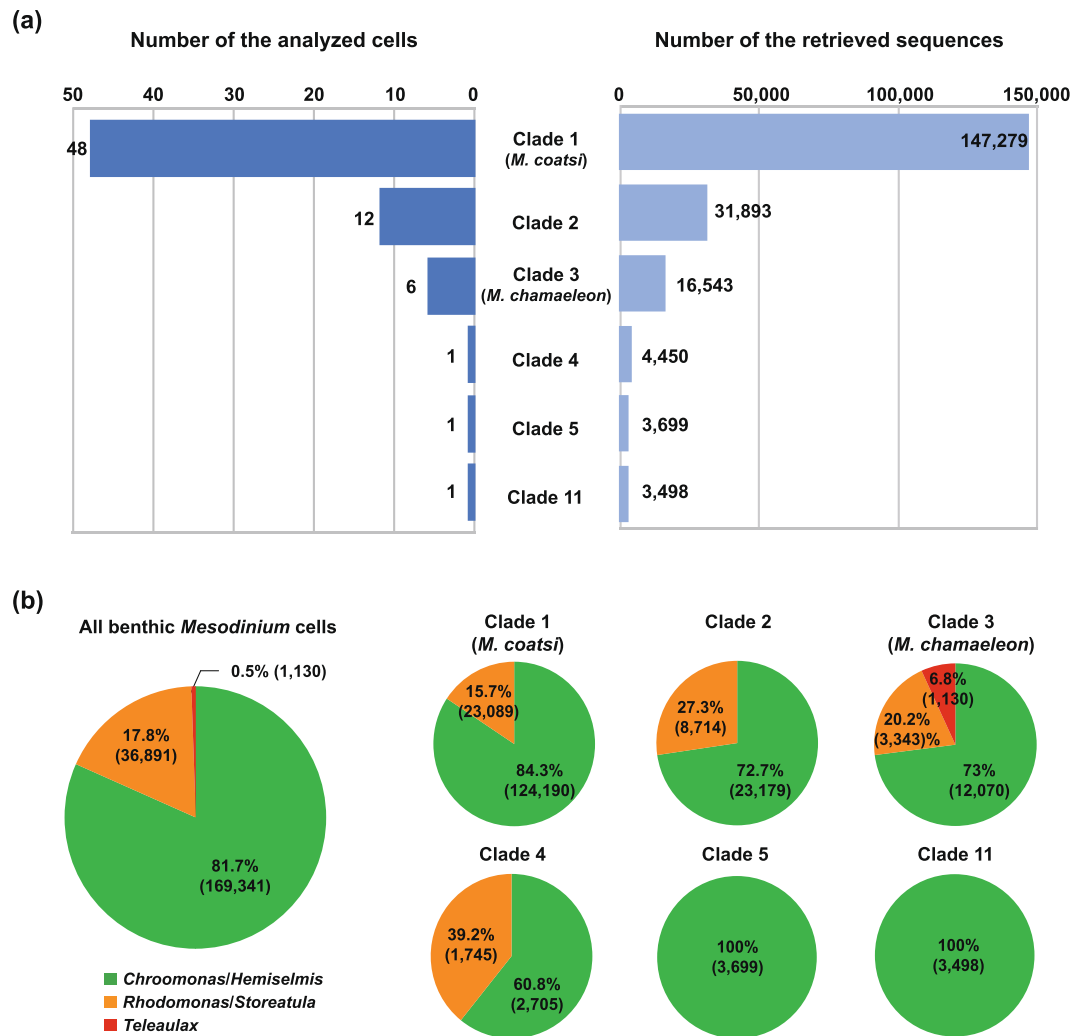 (a)
Number of the analyzed cells
Number of the retrieved sequences
50 40 30 20 10 0
0 50,000 100,000 150,000
48
Clade 1
(M. coatsi)
147,279
12
Clade 2
31,893
6
Clade 3
(M. chamaeleon)
16,543
1
Clade 4
4,450
1
Clade 5
3,699
1
Clade 11
3,498
(b)
All benthic Mesodinium cells
0.5% (1,130)
17.8%
(36,891)
81.7%
(169,341)
Chroomonas/Hemiselmis
Rhodomonas/Storeatula
Teleaulax
Clade 1
(M. coatsi)
15.7%
(23,089)
84.3%
(124,190)
Clade 2
27.3%
(8,714)
72.7%
(23,179)
Clade 3
(M. chamaeleon)
6.8%
(1,130)
20.2%
(3,343)%
73%
(12,070)
Clade 4
39.2%
(1,745)
60.8%
(2,705)
Clade 5
100%
(3,699)
Clade 11
100%
(3,498)